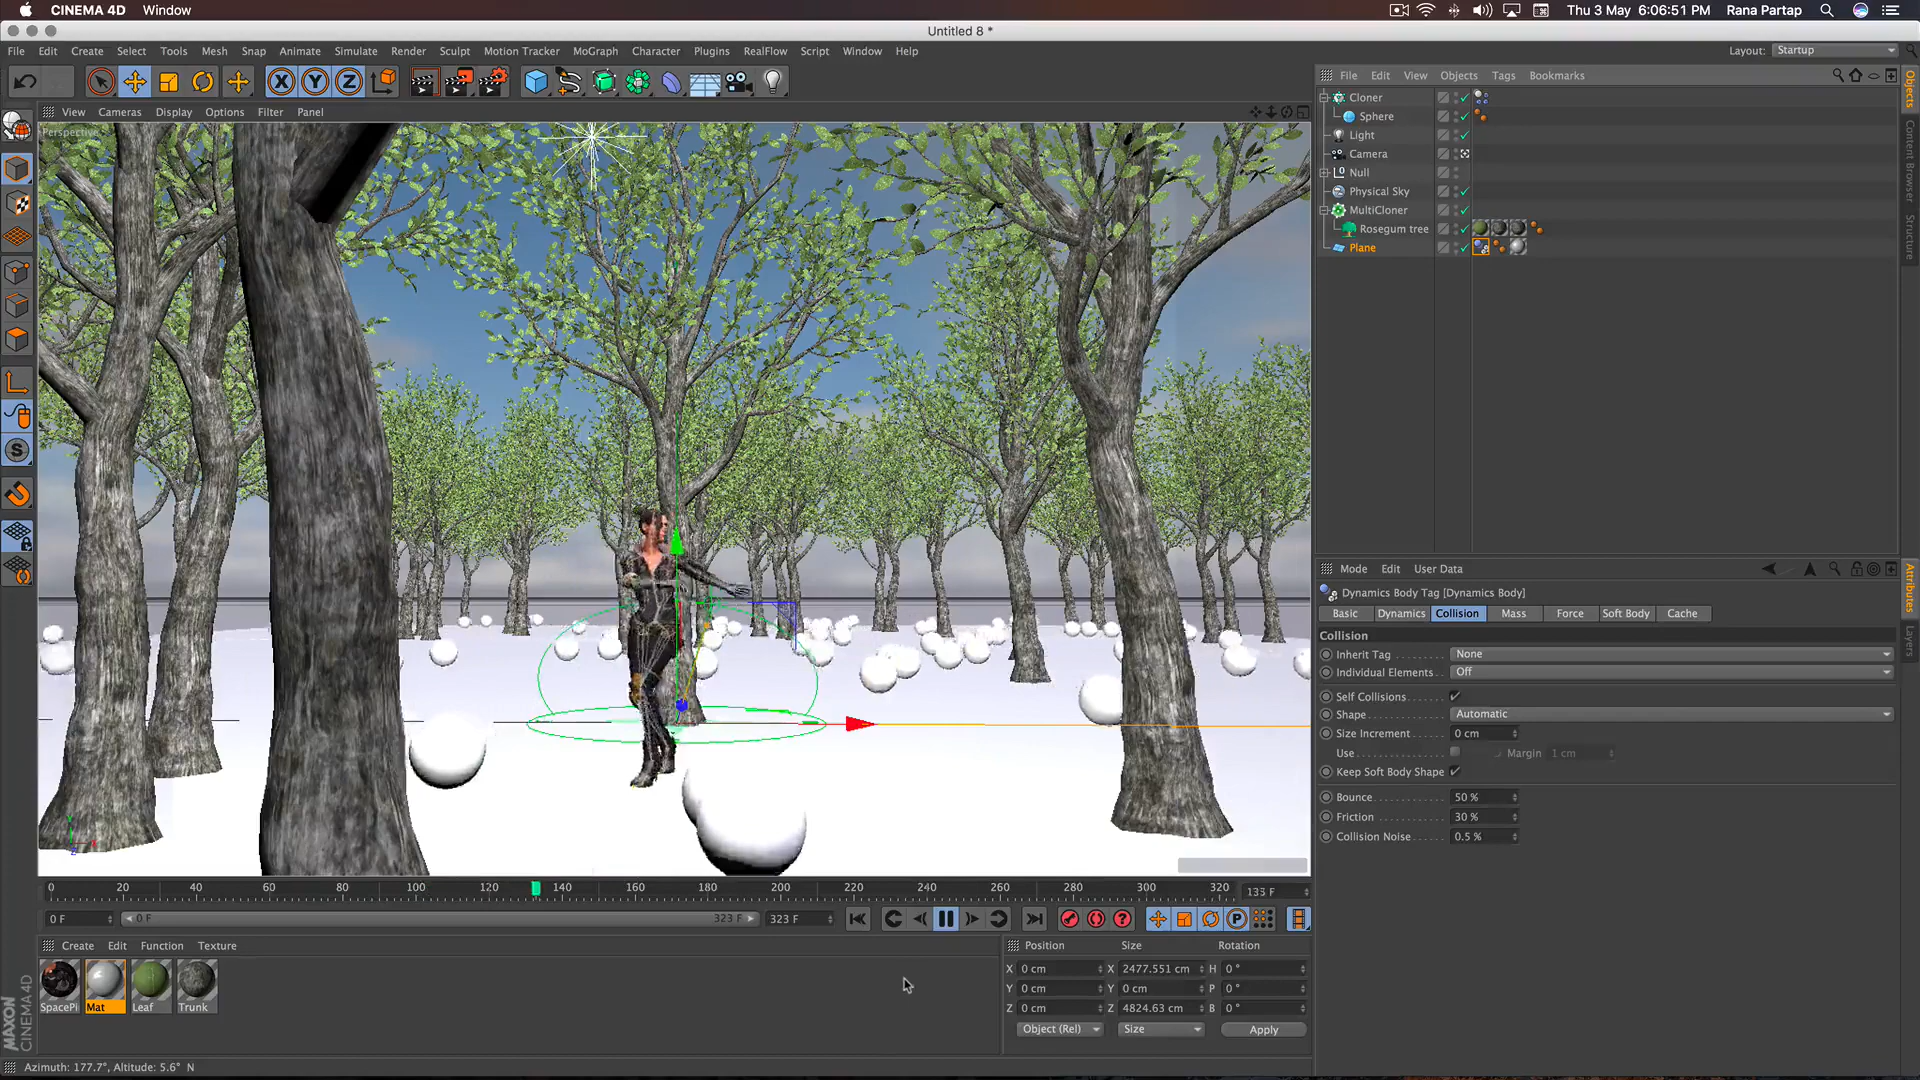 CINEMA 4D Window
Thu 3 May 6:06:51 PM Rana Partap
Untitled 8 *
File Edit Create Select Tools Mesh Snap Animate Simulate Render Sculpt Motion Tracker MoGraph Character Plugins RealFlow Script Window Help
Layout: Startup
X Y Z
File Edit View Objects Tags Bookmarks
View Cameras Display Options Filter Panel
Perspective
Cloner
Sphere
Light
Camera
Null
Physical Sky
MultiCloner
Rosegum tree
Plane
Objects
Content Browser
Structure
Mode Edit User Data
Dynamics Body Tag [Dynamics Body]
Basic Dynamics Collision Mass Force Soft Body Cache
Collision
Inherit Tag None
Individual Elements Off
Self Collisions
Shape Automatic
Size Increment 0 cm
Use Margin 1 cm
Keep Soft Body Shape
Bounce 50 %
Friction 30 %
Collision Noise 0.5 %
Attributes
Layers
0 20 40 60 80 100 120 140 160 180 200 220 240 260 280 300 320
0 F 0 F 323 F 323 F
Create Edit Function Texture
Position Size Rotation
X 0 cm X 2477.551 cm H 0 °
Y 0 cm Y 0 cm P 0 °
Z 0 cm Z 4824.63 cm B 0 °
Object (Rel) Size Apply
SpacePi Mat Leaf Trunk
MAXON
CINEMA 4D
Azimuth: 177.7°, Altitude: 5.6° N